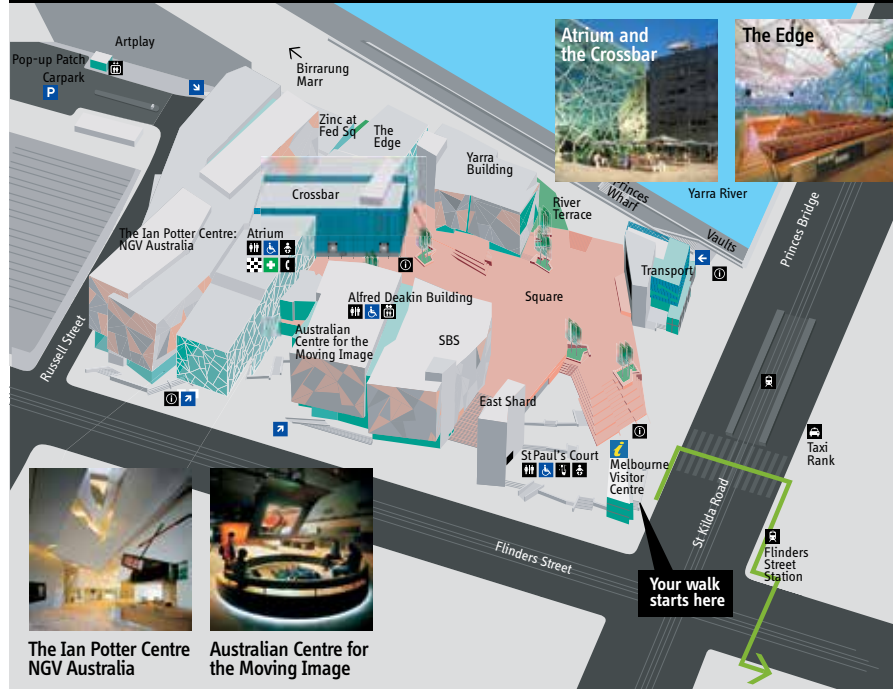 Artplay
Pop-up Patch
Carpark
P
Birrarung
Marr
Atrium and
the Crossbar
The Edge
Zinc at
Fed Sq
The
Edge
Yarra
Building
Crossbar
Princes
Wharf
Yarra River
River
Terrace
Vaults
Princes Bridge
The Ian Potter Centre:
NGV Australia
Atrium
Transport
Alfred Deakin Building
Square
Australian
Centre for the
Moving Image
SBS
Russell Street
East Shard
St Paul's Court
i
Melbourne
Visitor
Centre
Taxi
Rank
St Kilda Road
Flinders Street
Flinders
Street
Station
Your walk
starts here
The Ian Potter Centre
NGV Australia
Australian Centre for
the Moving Image